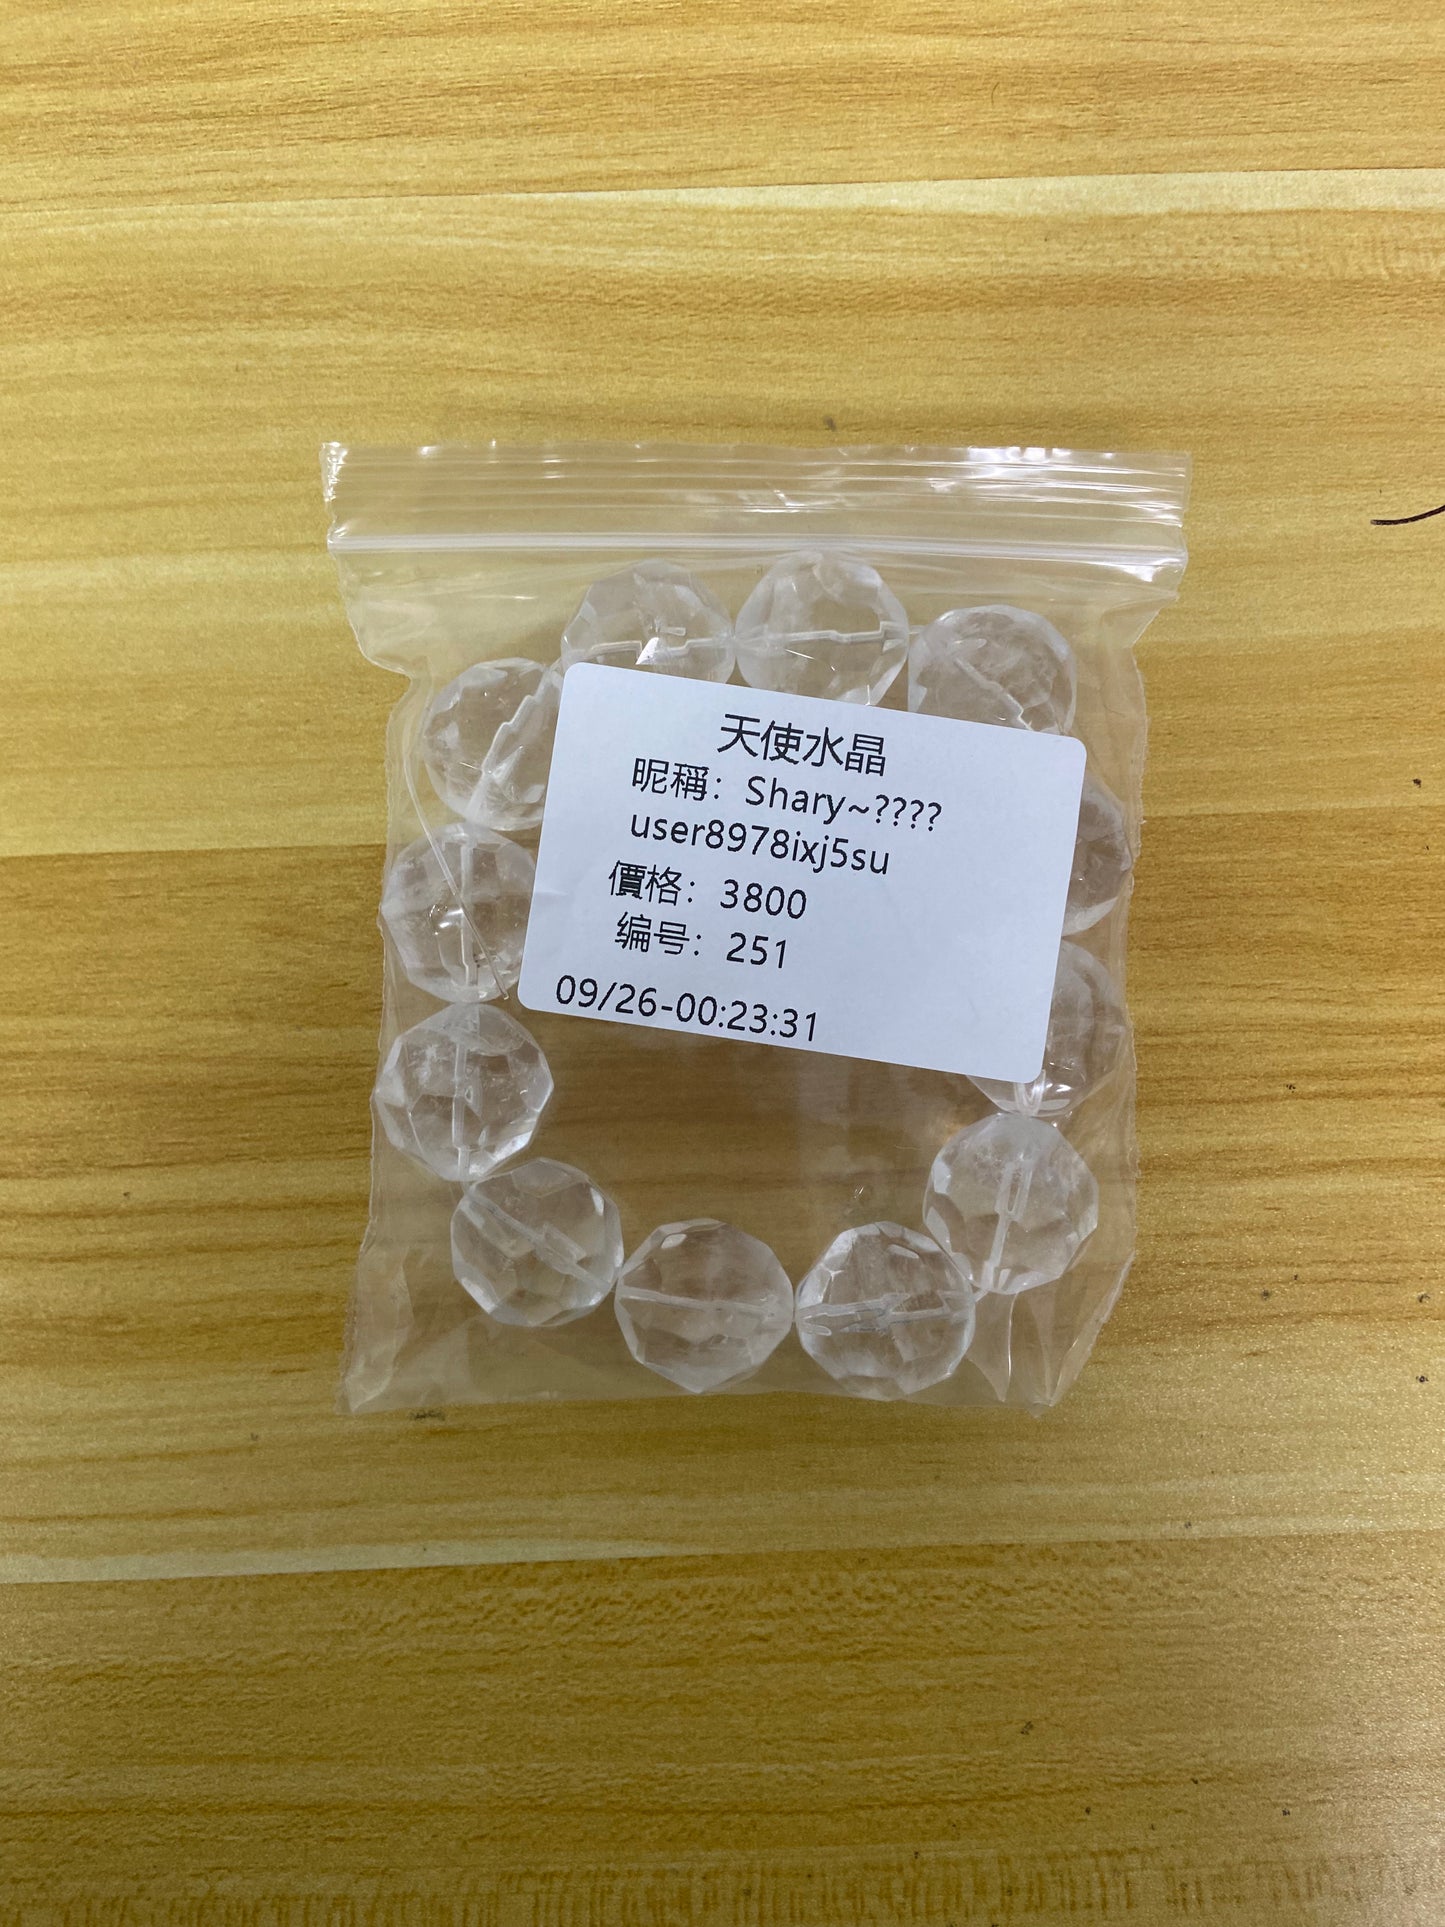 天使水晶
昵稱：Shary~????
user8978ixj5su
價格：3800
编号：251
09/26-00:23:31